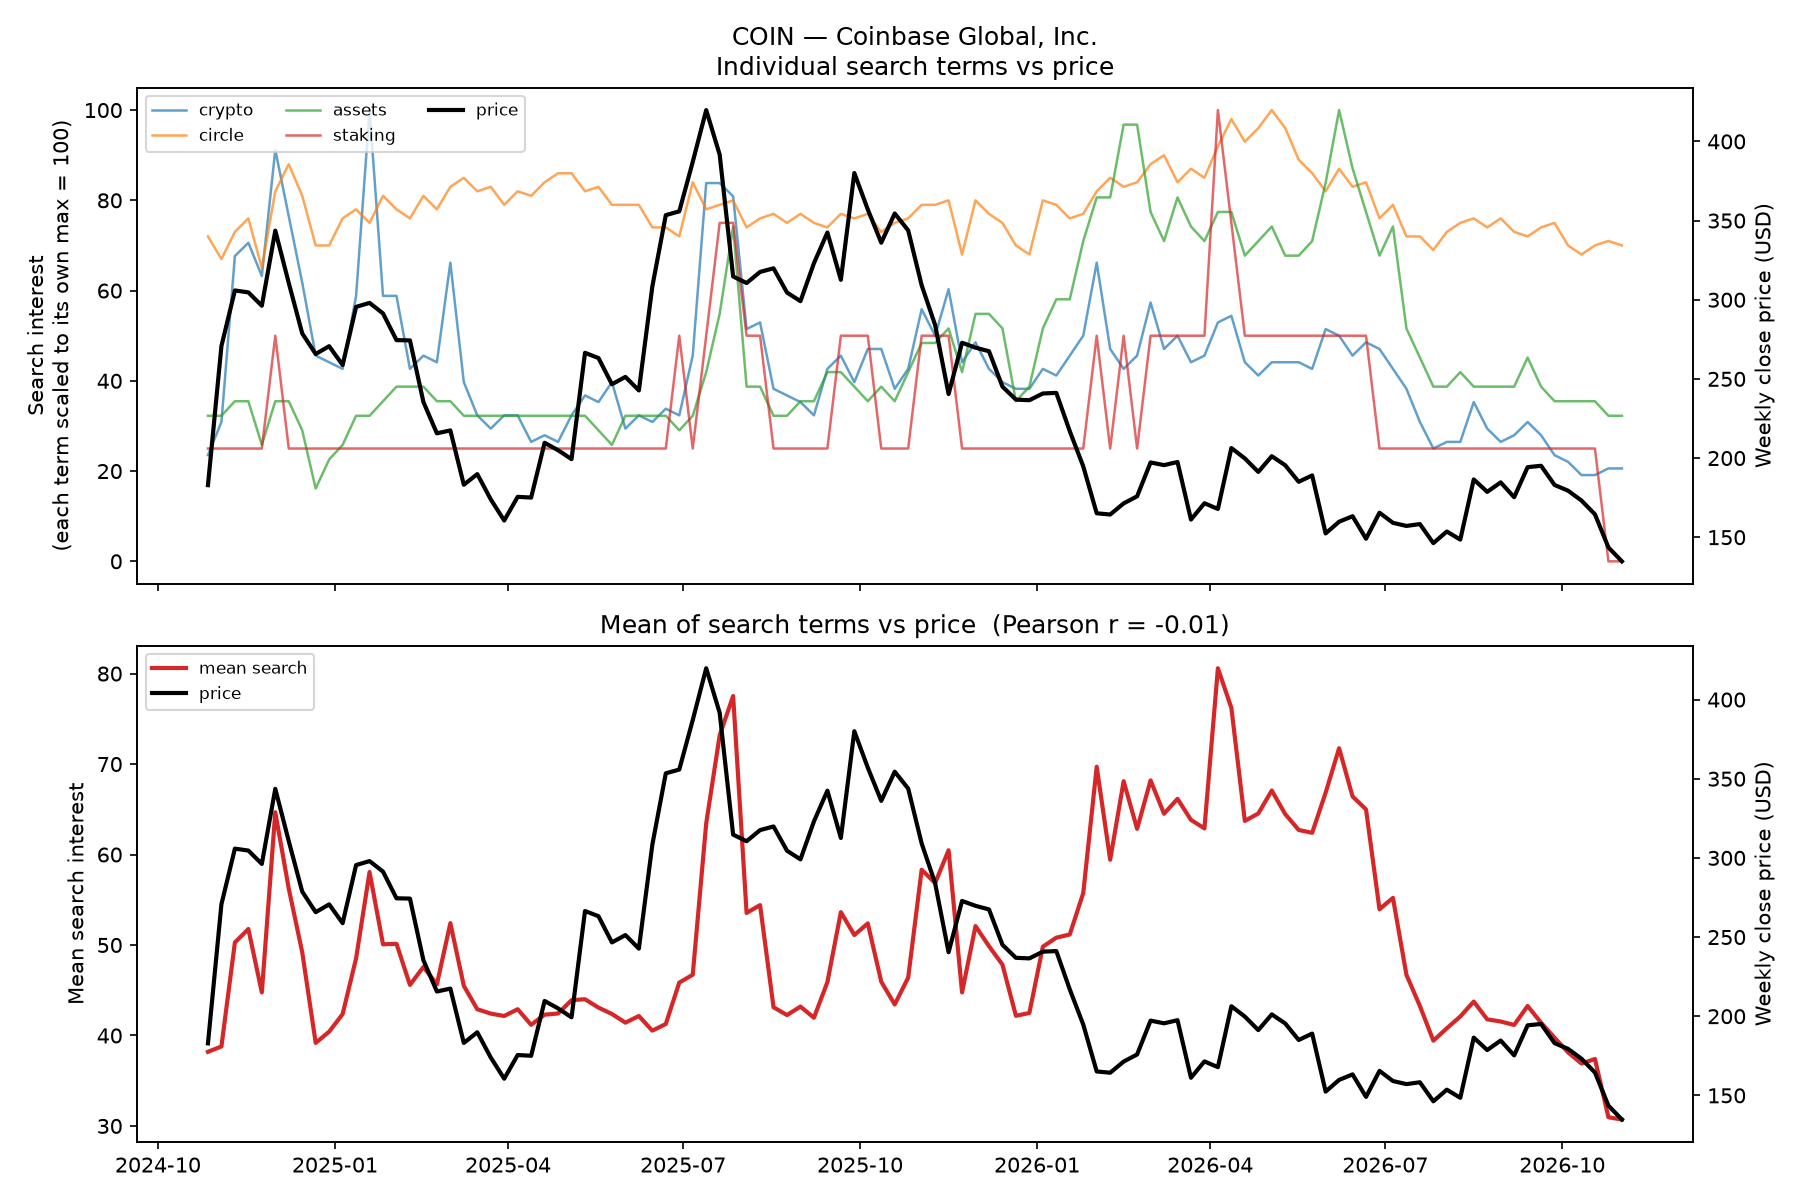 COIN — Coinbase Global, Inc.
Individual search terms vs price
crypto
circle
assets
staking
price
Search interest
(each term scaled to its own max = 100)
100
80
60
40
20
0
Weekly close price (USD)
400
350
300
250
200
150
Mean of search terms vs price (Pearson r = -0.01)
mean search
price
Mean search interest
80
70
60
50
40
30
Weekly close price (USD)
400
350
300
250
200
150
2024-10
2025-01
2025-04
2025-07
2025-10
2026-01
2026-04
2026-07
2026-10